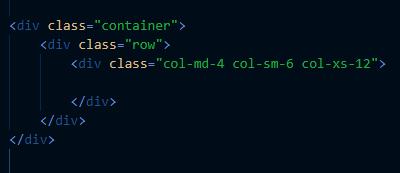 <div class="container">
<div class="row">
<div class="col-md-4 col-sm-6 col-xs-12">
</div>
</div>
</div>